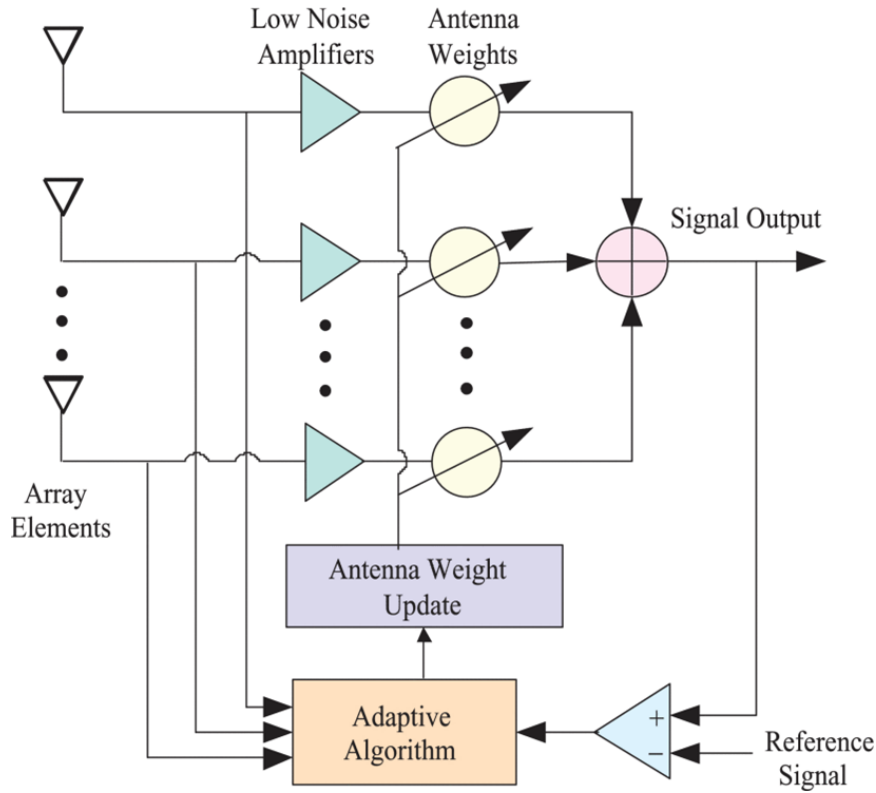 Low Noise
Amplifiers
Antenna
Weights
Signal Output
Array
Elements
Antenna Weight
Update
Adaptive
Algorithm
+
−
Reference
Signal